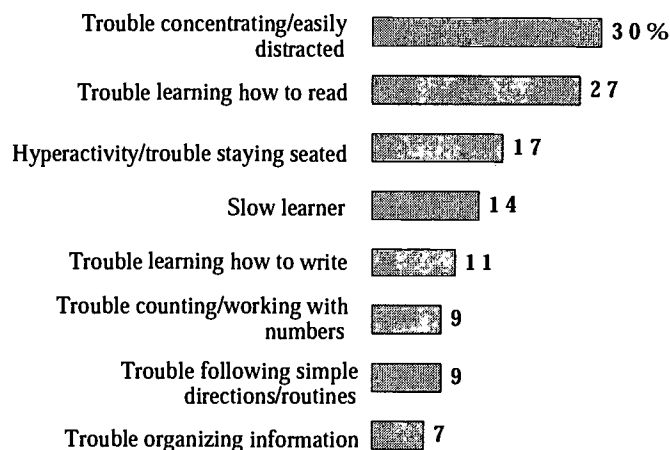 Trouble concentrating/easily
distracted
30%
Trouble learning how to read
27
Hyperactivity/trouble staying seated
17
Slow learner
14
Trouble learning how to write
11
Trouble counting/working with
numbers
9
Trouble following simple
directions/routines
9
Trouble organizing information
7